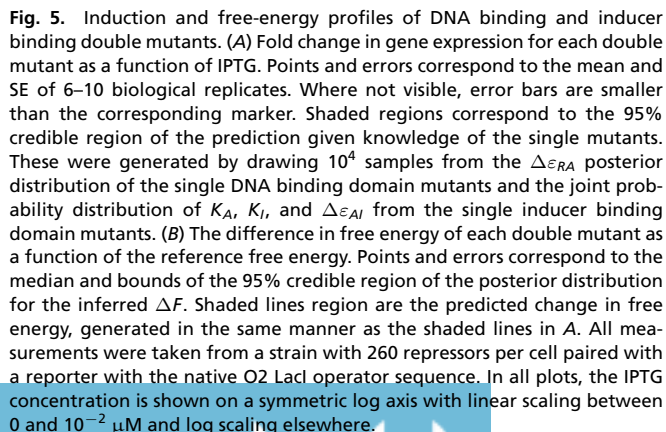 Fig. 5. Induction and free-energy profiles of DNA binding and inducer
binding double mutants. (A) Fold change in gene expression for each double
mutant as a function of IPTG. Points and errors correspond to the mean and
SE of 6–10 biological replicates. Where not visible, error bars are smaller
than the corresponding marker. Shaded regions correspond to the 95%
credible region of the prediction given knowledge of the single mutants.
These were generated by drawing 10⁴ samples from the Δε_RA posterior
distribution of the single DNA binding domain mutants and the joint prob-
ability distribution of K_A, K_I, and Δε_AI from the single inducer binding
domain mutants. (B) The difference in free energy of each double mutant as
a function of the reference free energy. Points and errors correspond to the
median and bounds of the 95% credible region of the posterior distribution
for the inferred ΔF. Shaded lines region are the predicted change in free
energy, generated in the same manner as the shaded lines in A. All mea-
surements were taken from a strain with 260 repressors per cell paired with
a reporter with the native O2 LacI operator sequence. In all plots, the IPTG
concentration is shown on a symmetric log axis with linear scaling between
0 and 10⁻² μM and log scaling elsewhere.